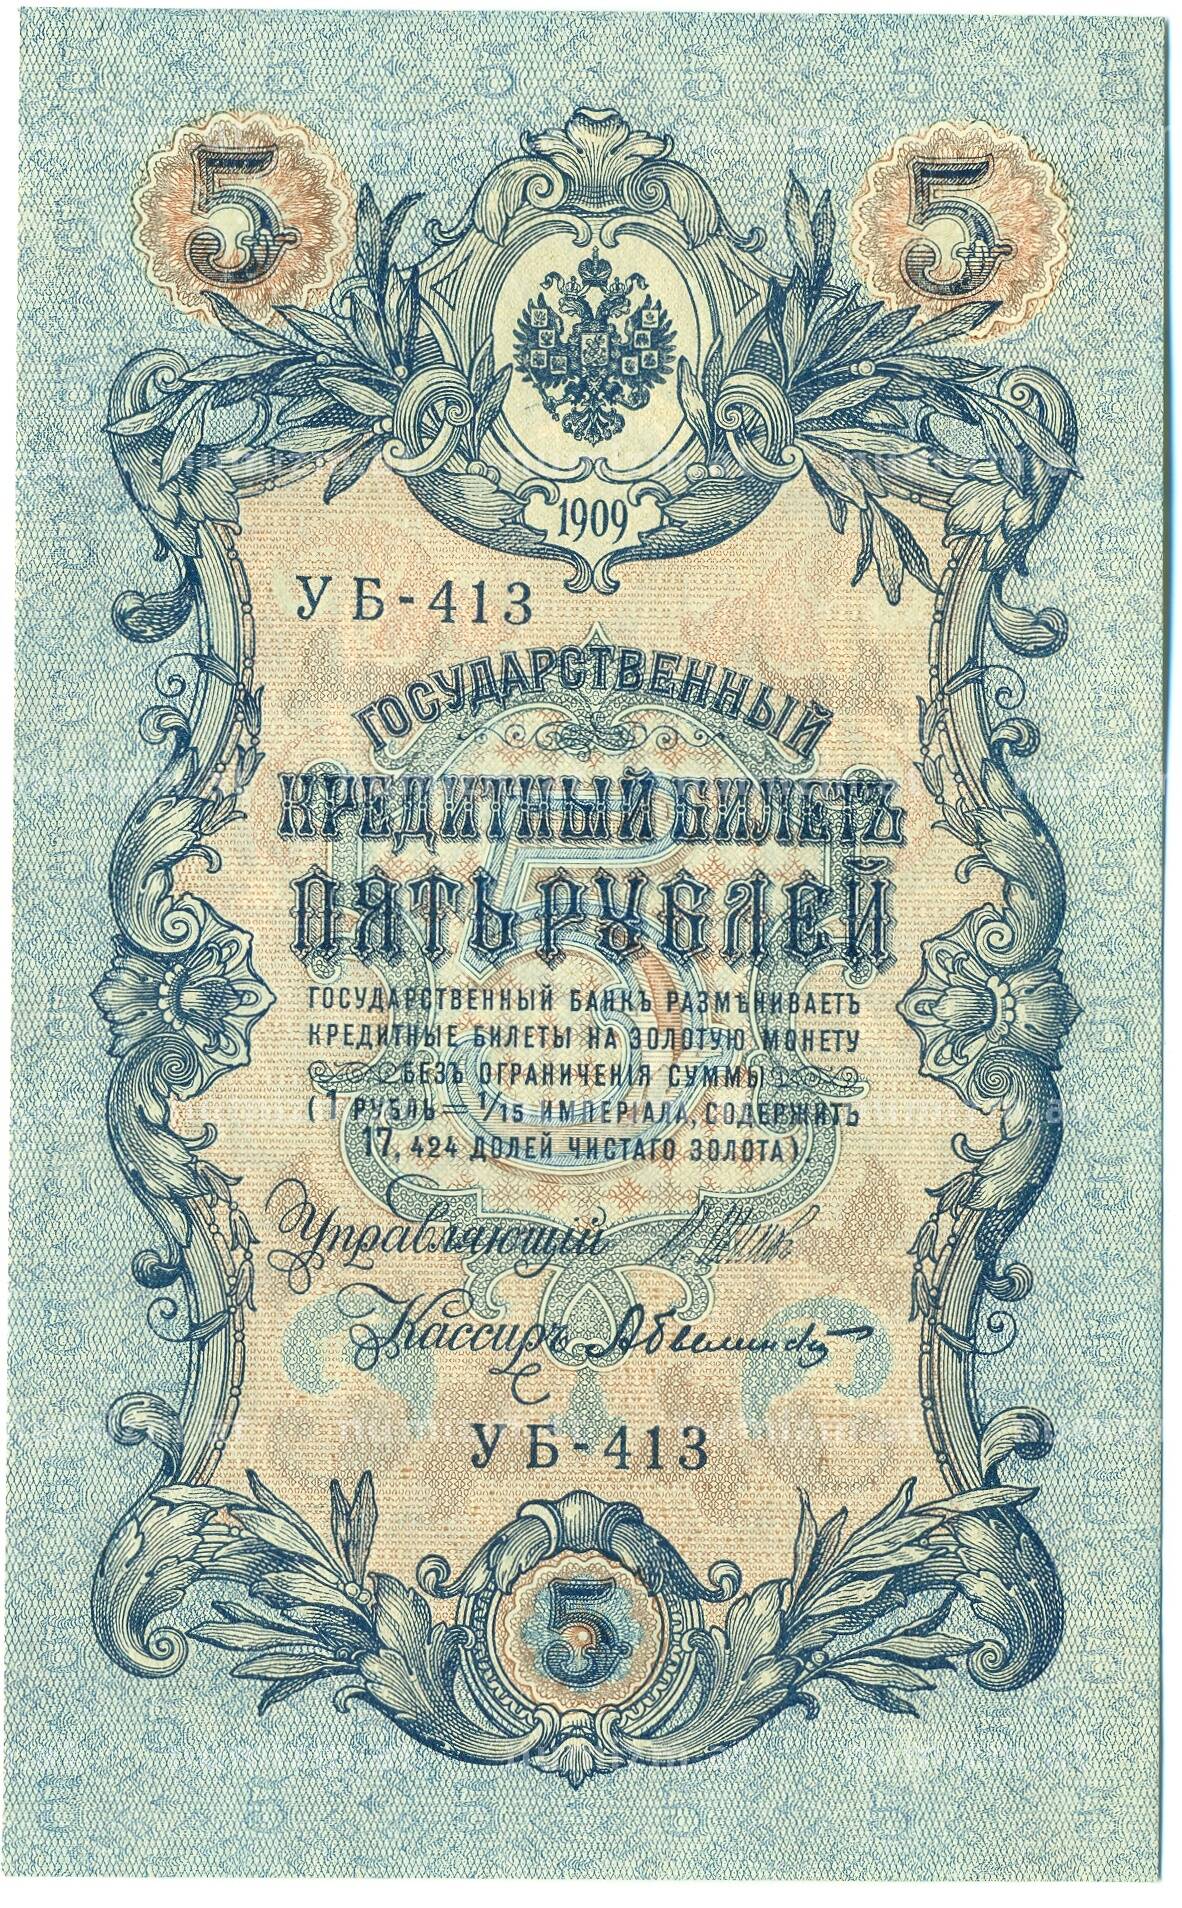 5 5
1909
УБ-413
ГОСУДАРСТВЕННЫЙ
КРЕДИТНЫЙ БИЛЕТЪ
ПЯТЬ РУБЛЕЙ
ГОСУДАРСТВЕННЫЙ БАНКЪ РАЗМѢНИВАЕТЪ
КРЕДИТНЫЕ БИЛЕТЫ НА ЗОЛОТУЮ МОНЕТУ
БЕЗЪ ОГРАНИЧЕНІЯ СУММЫ
(1 РУБЛЬ = 1/15 ИМПЕРІАЛА, СОДЕРЖИТЪ
17,424 ДОЛЕЙ ЧИСТАГО ЗОЛОТА).
Управляющій
Кассиръ
УБ-413
5